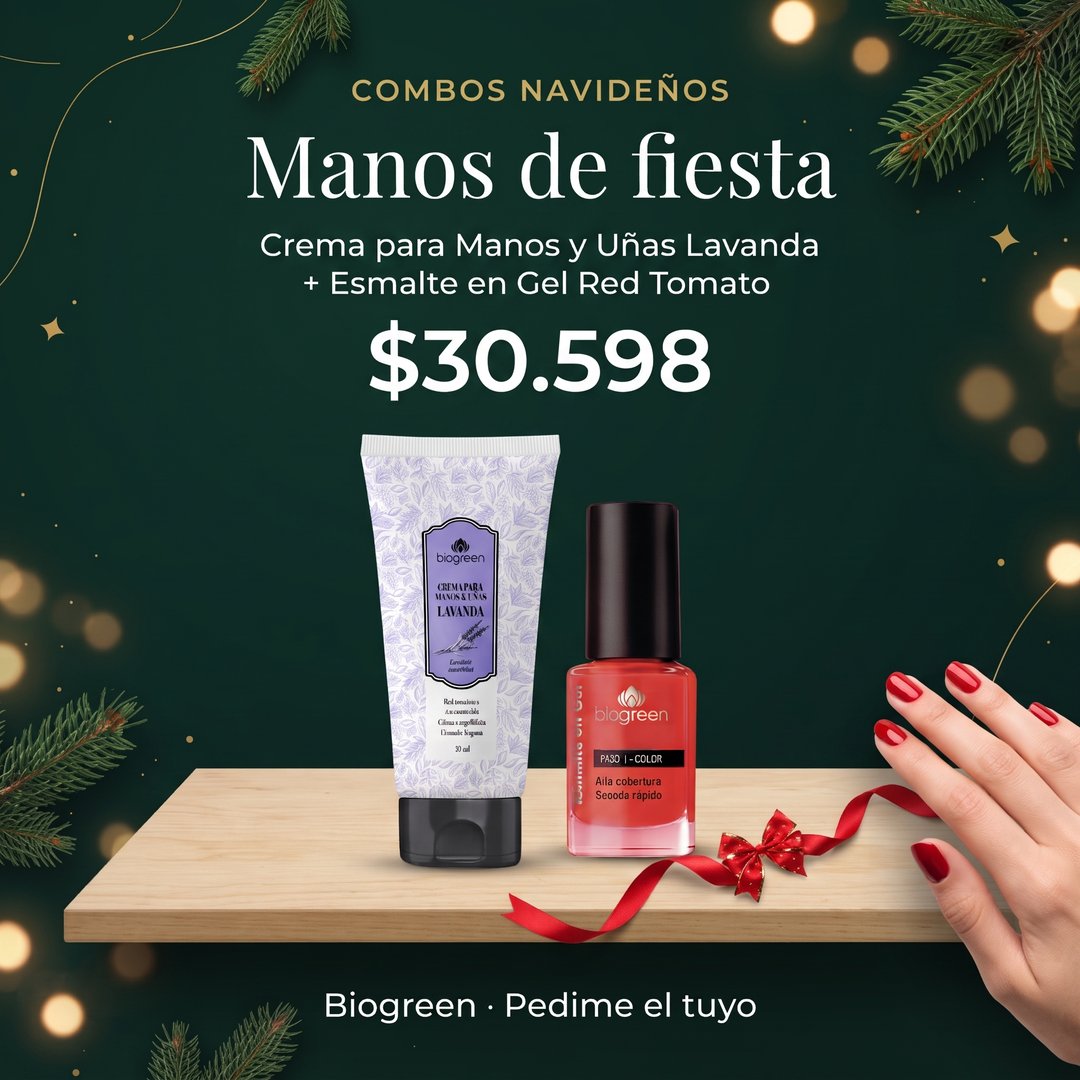 COMBOS NAVIDEÑOS
Manos de fiesta
Crema para Manos y Uñas Lavanda
+ Esmalte en Gel Red Tomato
$30.598
biogreen
CREMA PARA
MANOS & UÑAS
LAVANDA
30 ml
biogreen
PASO | - COLOR
Aila cobertura
Seooda rápido
Biogreen · Pedime el tuyo